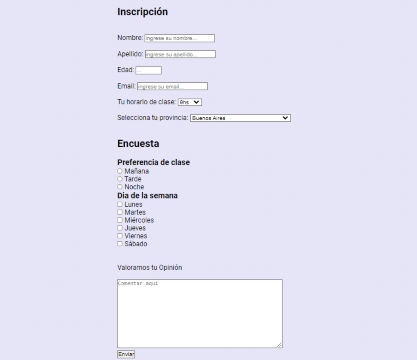 Inscripción
Nombre: Ingrese su nombre...
Apellido: Ingrese su apellido...
Edad:
Email: Ingrese su email...
Tu horario de clase: 8hs
Selecciona tu provincia: Buenos Aires
Encuesta
Preferencia de clase
Mañana
Tarde
Noche
Dia de la semana
Lunes
Martes
Miércoles
Jueves
Viernes
Sábado
Valoramos tu Opinión
Comentar aqui
Enviar